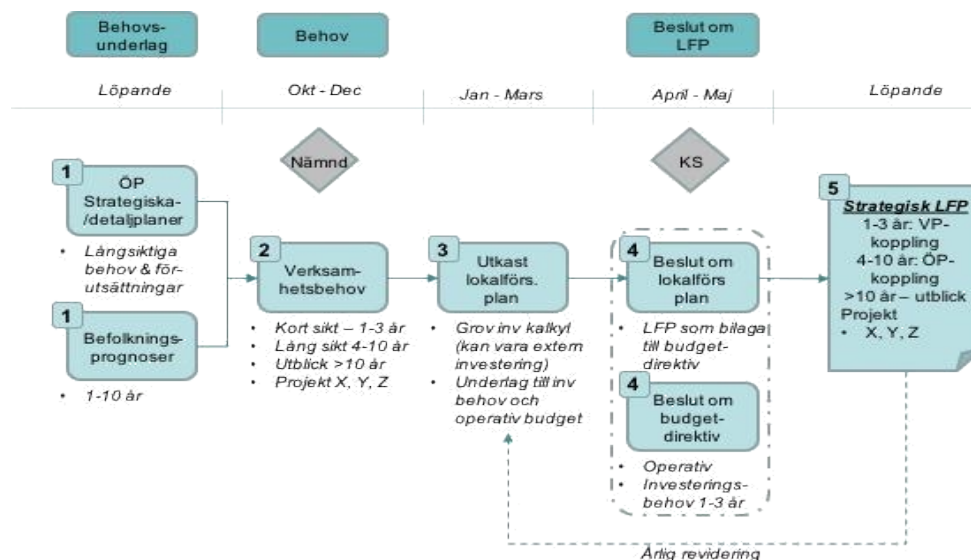 Behovs-
underlag
Behov
Beslut om
LFP
Löpande
Okt - Dec
Jan - Mars
April - Maj
Löpande
Nämnd
KS
1
ÖP
Strategiska-
/detaljplaner
• Långsiktiga
behov & för-
utsättningar
1
Befolknings-
prognoser
• 1-10 år
2
Verksam-
hetsbehov
• Kort sikt – 1-3 år
• Lång sikt 4-10 år
• Utblick >10 år
• Projekt X, Y, Z
3
Utkast
lokalförs.
plan
• Grov inv kalkyl
(kan vara extern
investering)
• Underlag till inv
behov och
operativ budget
4
Beslut om
lokalförs
plan
• LFP som bilaga
till budget-
direktiv
4
Beslut om
budget-
direktiv
• Operativ
• Investerings-
behov 1-3 år
5
Strategisk LFP
1-3 år: VP-
koppling
4-10 år: ÖP-
koppling
>10 år – utblick
Projekt
• X, Y, Z
Årlig revidering